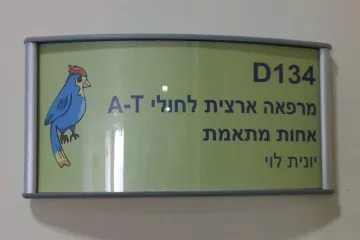 D134
מרפאה ארצית לחולי A-T
אחות מתאמת
יונית לוי